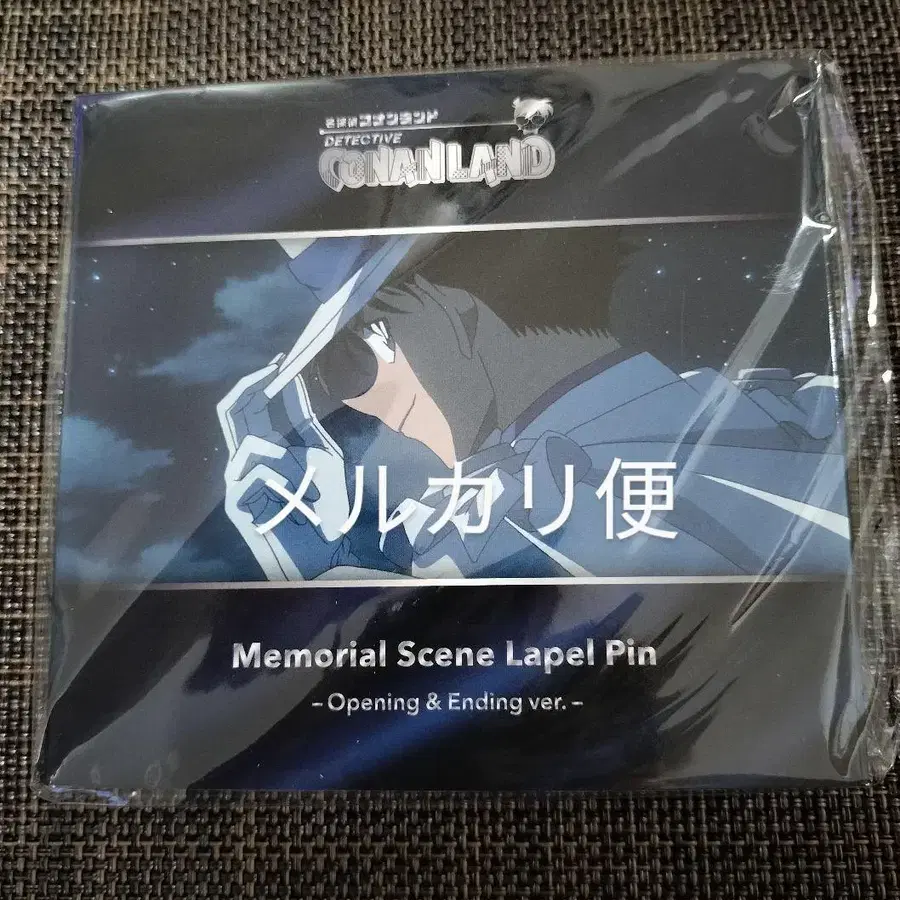 名探偵コナンランド
DETECTIVE
CONAN LAND
メルカリ便
Memorial Scene Lapel Pin
– Opening & Ending ver. –